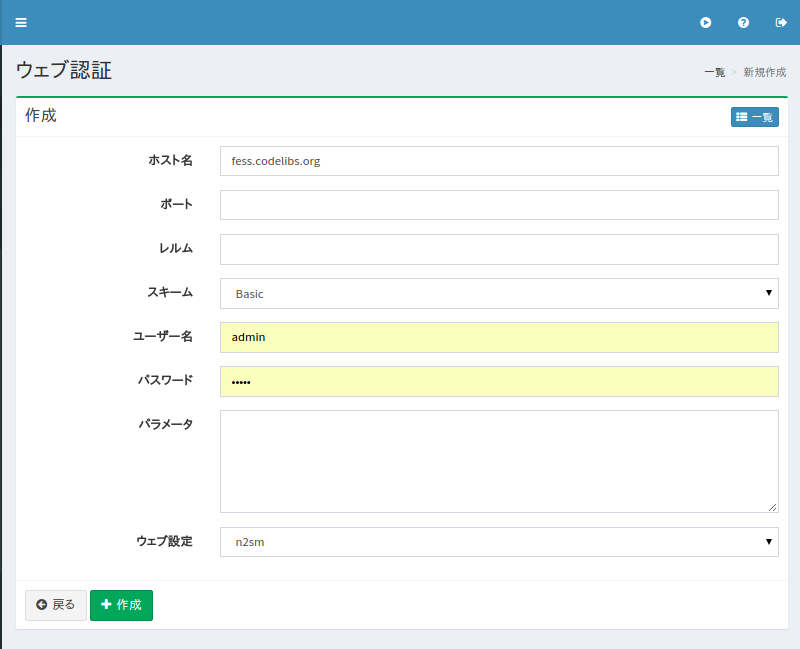 ウェブ認証
一覧 > 新規作成
作成
一覧
ホスト名 fess.codelibs.org
ポート
レルム
スキーム Basic
ユーザー名 admin
パスワード •••••
パラメータ
ウェブ設定 n2sm
戻る 作成